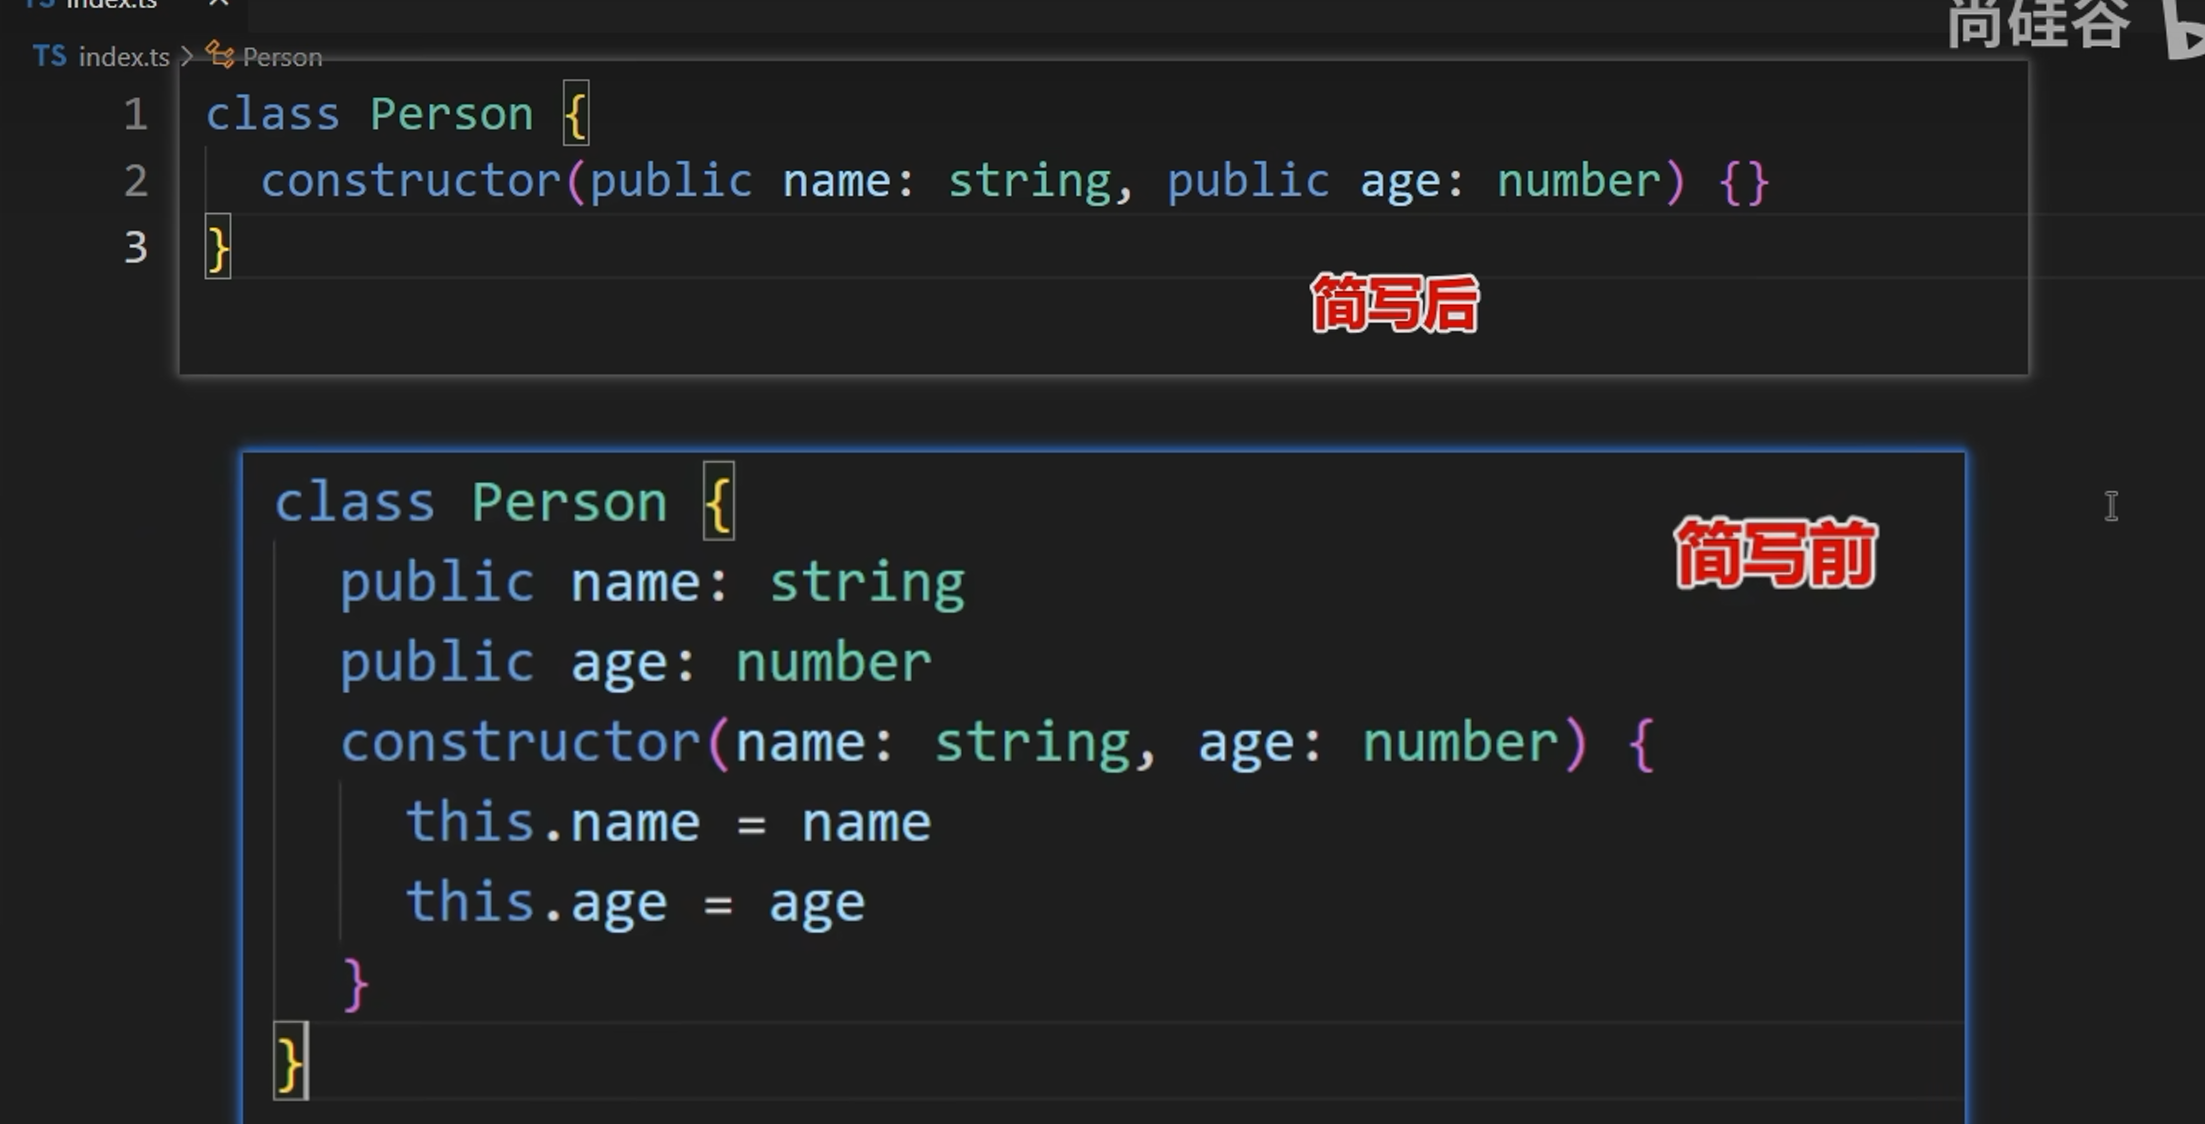 TS index.ts ×
尚硅谷
TS index.ts > Person
1 class Person {
2 constructor(public name: string, public age: number) {}
3 }
简写后
class Person {
简写前
public name: string
public age: number
constructor(name: string, age: number) {
this.name = name
this.age = age
}
}